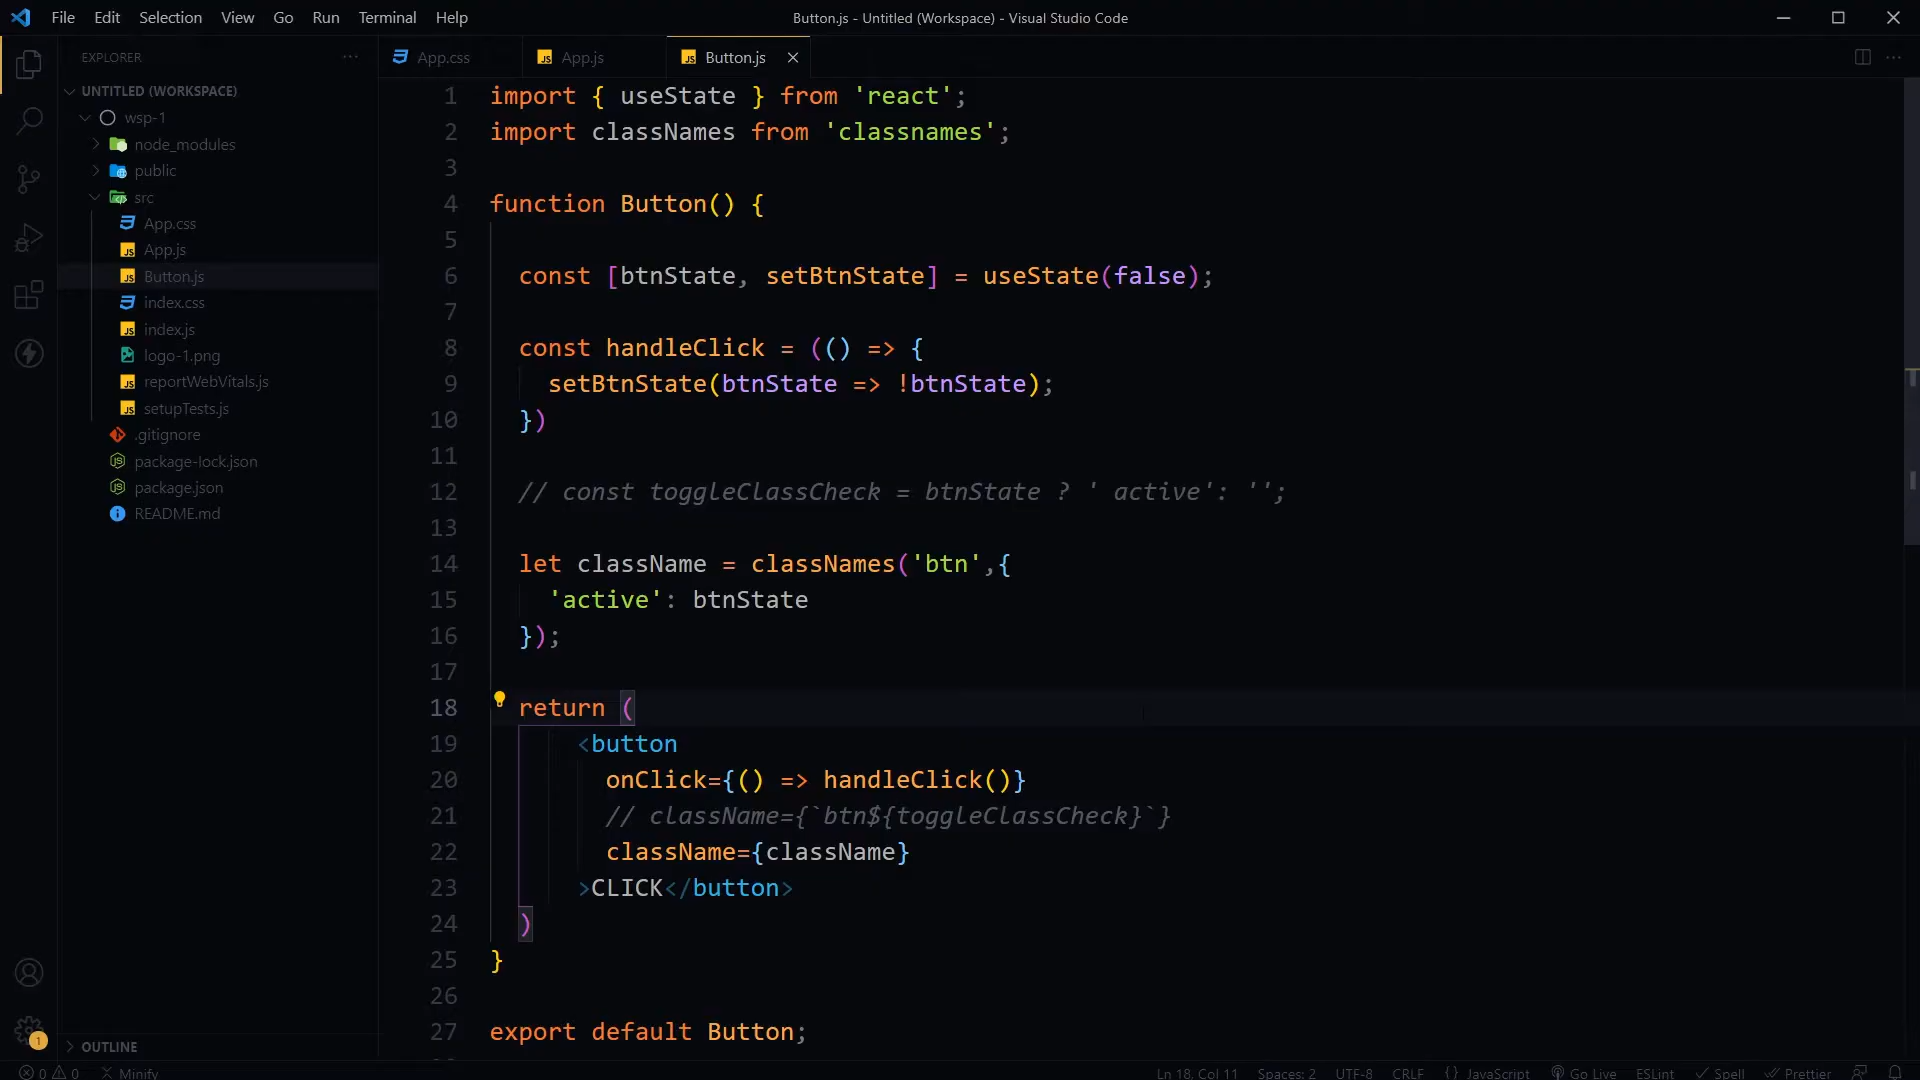 File Edit Selection View Go Run Terminal Help
Button.js - Untitled (Workspace) - Visual Studio Code
EXPLORER
UNTITLED (WORKSPACE)
wsp-1
node_modules
public
src
App.css
App.js
Button.js
index.css
index.js
logo-1.png
reportWebVitals.js
setupTests.js
.gitignore
package-lock.json
package.json
README.md
OUTLINE
1
App.css
App.js
Button.js
1 import { useState } from 'react';
2 import classNames from 'classnames';
3
4 function Button() {
5
6 const [btnState, setBtnState] = useState(false);
7
8 const handleClick = (() => {
9 setBtnState(btnState => !btnState);
10 })
11
12 // const toggleClassCheck = btnState ? ' active': '';
13
14 let className = classNames('btn',{
15 'active': btnState
16 });
17
18 return (
19 <button
20 onClick={() => handleClick()}
21 // className={`btn${toggleClassCheck}`}
22 className={className}
23 >CLICK</button>
24 )
25 }
26
27 export default Button;
0 0 Minify
Ln 18, Col 11 Spaces: 2 UTF-8 CRLF {} JavaScript Go Live ESLint Spell Prettier